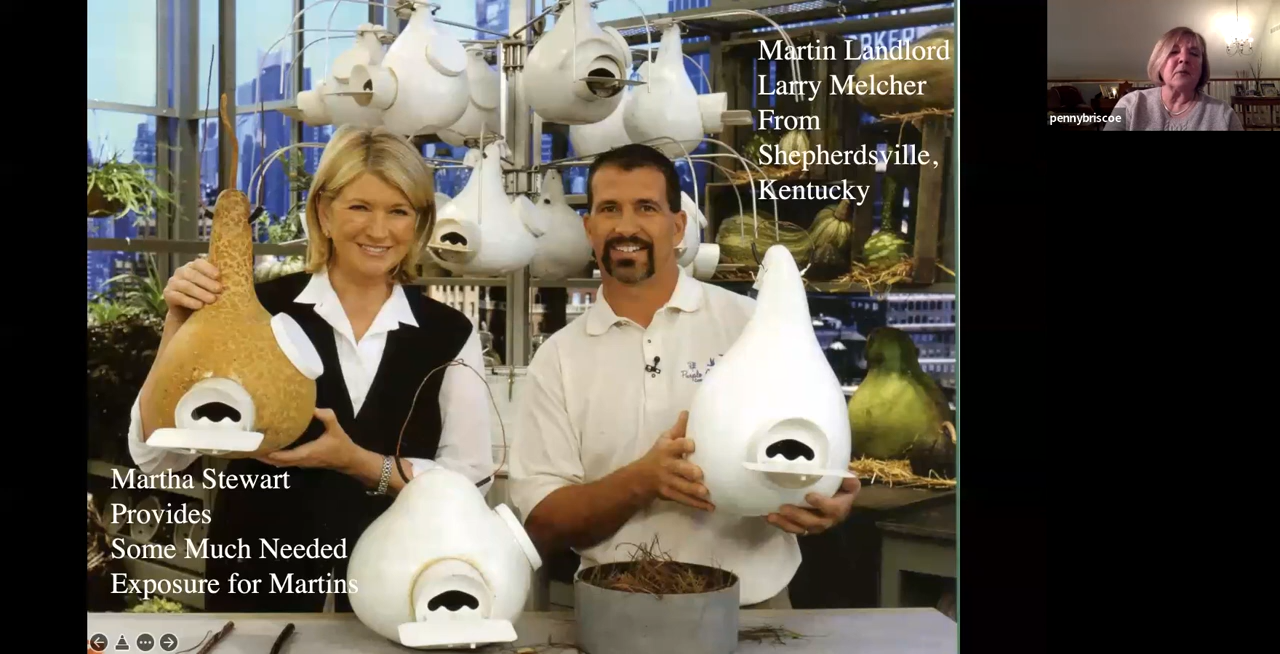 Martin Landlord
Larry Melcher
From
Shepherdsville,
Kentucky
pennybriscoe
Martha Stewart
Provides
Some Much Needed
Exposure for Martins